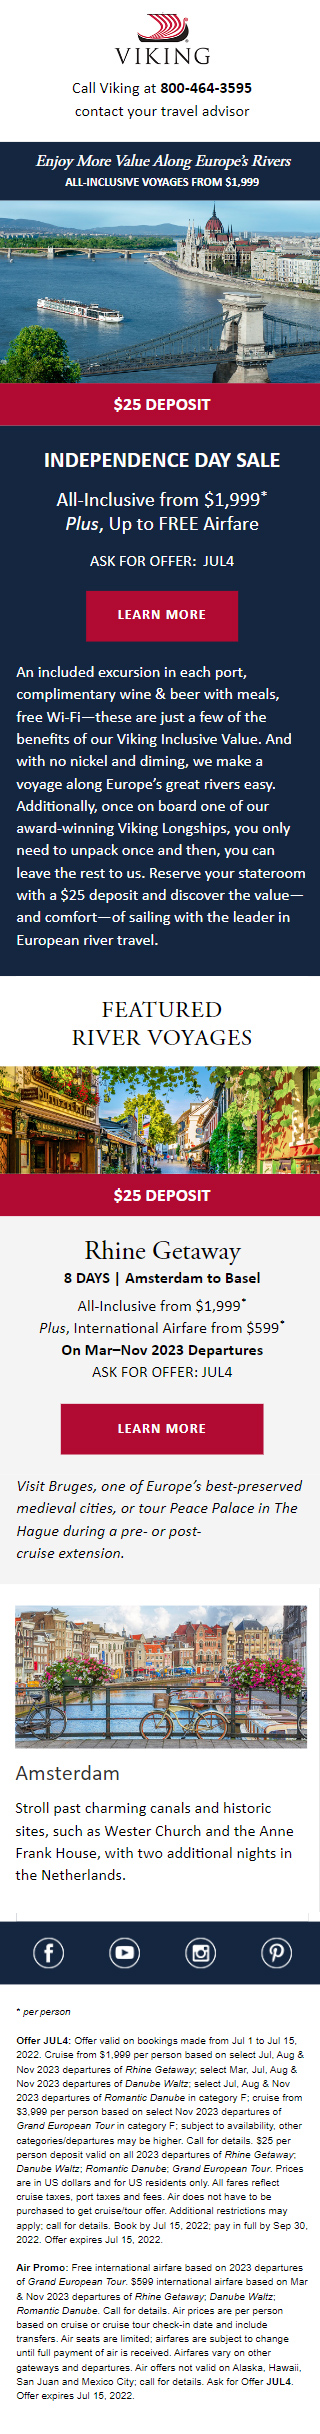 VIKING
Call Viking at 800-464-3595
contact your travel advisor
Enjoy More Value Along Europe's Rivers
ALL-INCLUSIVE VOYAGES FROM $1,999
$25 DEPOSIT
INDEPENDENCE DAY SALE
All-Inclusive from $1,999*
Plus, Up to FREE Airfare
ASK FOR OFFER: JUL4
LEARN MORE
An included excursion in each port,
complimentary wine & beer with meals,
free Wi-Fi—these are just a few of the
benefits of our Viking Inclusive Value. And
with no nickel and diming, we make a
voyage along Europe's great rivers easy.
Additionally, once on board one of our
award-winning Viking Longships, you only
need to unpack once and then, you can
leave the rest to us. Reserve your stateroom
with a $25 deposit and discover the value—
and comfort—of sailing with the leader in
European river travel.
FEATURED
RIVER VOYAGES
$25 DEPOSIT
Rhine Getaway
8 DAYS | Amsterdam to Basel
All-Inclusive from $1,999*
Plus, International Airfare from $599*
On Mar–Nov 2023 Departures
ASK FOR OFFER: JUL4
LEARN MORE
Visit Bruges, one of Europe's best-preserved
medieval cities, or tour Peace Palace in The
Hague during a pre- or post-
cruise extension.
Amsterdam
Stroll past charming canals and historic
sites, such as Wester Church and the Anne
Frank House, with two additional nights in
the Netherlands.
* per person
Offer JUL4: Offer valid on bookings made from Jul 1 to Jul 15,
2022. Cruise from $1,999 per person based on select Jul, Aug &
Nov 2023 departures of Rhine Getaway; select Mar, Jul, Aug &
Nov 2023 departures of Danube Waltz; select Jul, Aug & Nov
2023 departures of Romantic Danube in category F; cruise from
$3,999 per person based on select Nov 2023 departures of
Grand European Tour in category F; subject to availability, other
categories/departures may be higher. Call for details. $25 per
person deposit valid on all 2023 departures of Rhine Getaway;
Danube Waltz; Romantic Danube; Grand European Tour. Prices
are in US dollars and for US residents only. All fares reflect
cruise taxes, port taxes and fees. Air does not have to be
purchased to get cruise/tour offer. Additional restrictions may
apply; call for details. Book by Jul 15, 2022; pay in full by Sep 30,
2022. Offer expires Jul 15, 2022.
Air Promo: Free international airfare based on 2023 departures
of Grand European Tour. $599 international airfare based on Mar
& Nov 2023 departures of Rhine Getaway; Danube Waltz;
Romantic Danube. Call for details. Air prices are per person
based on cruise or cruise tour check-in date and include
transfers. Air seats are limited; airfares are subject to change
until full payment of air is received. Airfares vary on other
gateways and departures. Air offers not valid on Alaska, Hawaii,
San Juan and Mexico City; call for details. Ask for Offer JUL4.
Offer expires Jul 15, 2022.